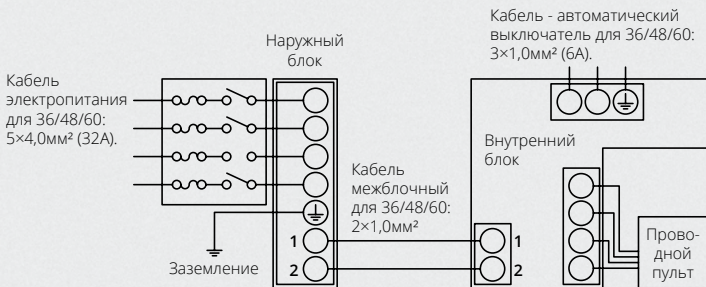 Кабель - автоматический
выключатель для 36/48/60:
3×1,0мм² (6А).
Наружный
блок
Кабель
электропитания
для 36/48/60:
5×4,0мм² (32А).
Внутренний
блок
Кабель
межблочный
для 36/48/60:
2×1,0мм²
1
2
1
2
Заземление
Прово-
дной
пульт